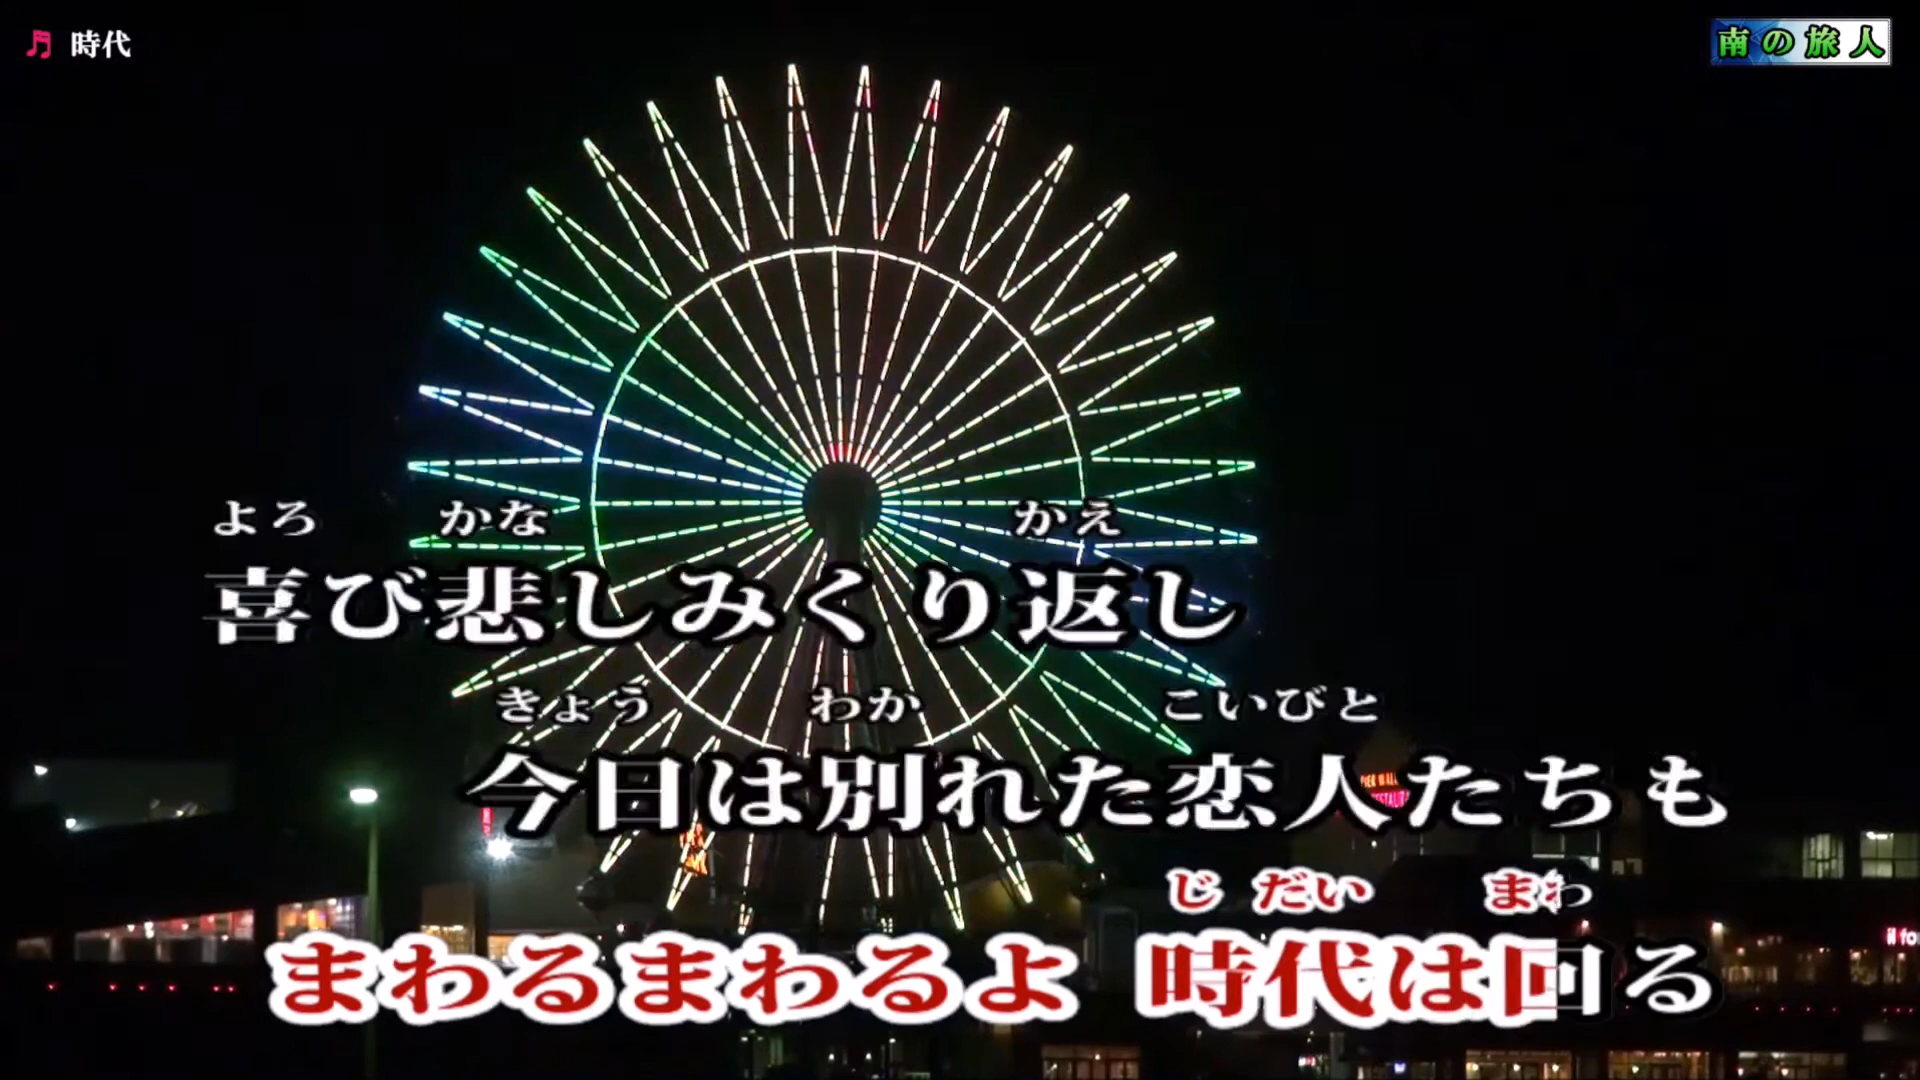 時代
南の旅人
よろ かな かえ
喜び悲しみくり返し
きょう わか こいびと
今日は別れた恋人たちも
じだい まわ
まわるまわるよ 時代は回る